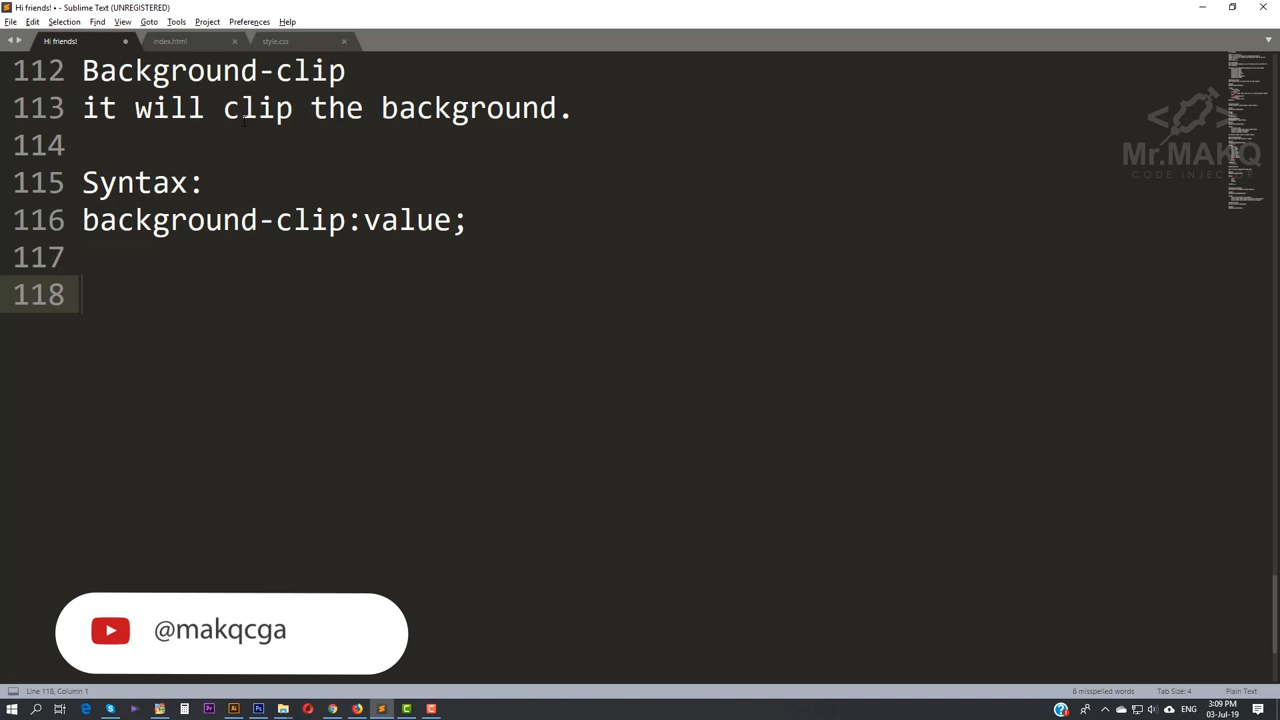 Hi friends! • - Sublime Text (UNREGISTERED)
File Edit Selection Find View Goto Tools Project Preferences Help
Hi friends! index.html style.css
112 Background-clip
113 it will clip the background.
114
115 Syntax:
116 background-clip:value;
117
118
Mr.MAKQ
CODE INJECTOR
@makqcga
Line 118, Column 1 8 misspelled words Tab Size: 4 Plain Text
ENG 3:09 PM
03-Jul-19